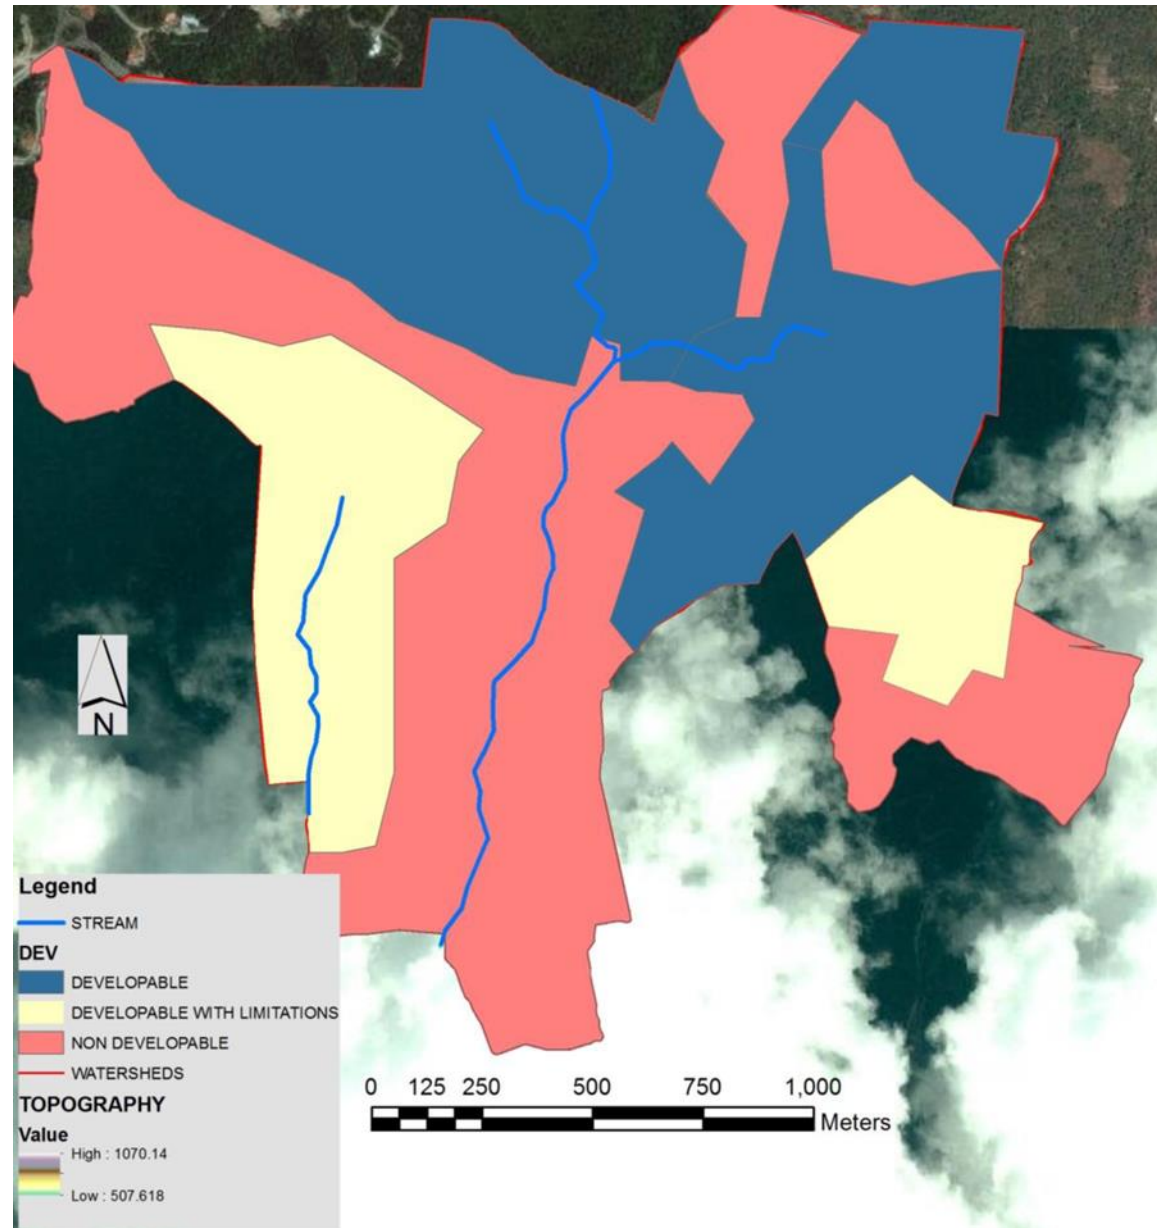 N
Legend
STREAM
DEV
DEVELOPABLE
DEVELOPABLE WITH LIMITATIONS
NON DEVELOPABLE
WATERSHEDS
TOPOGRAPHY
Value
High : 1070.14
Low : 507.618
0 125 250 500 750 1,000
Meters